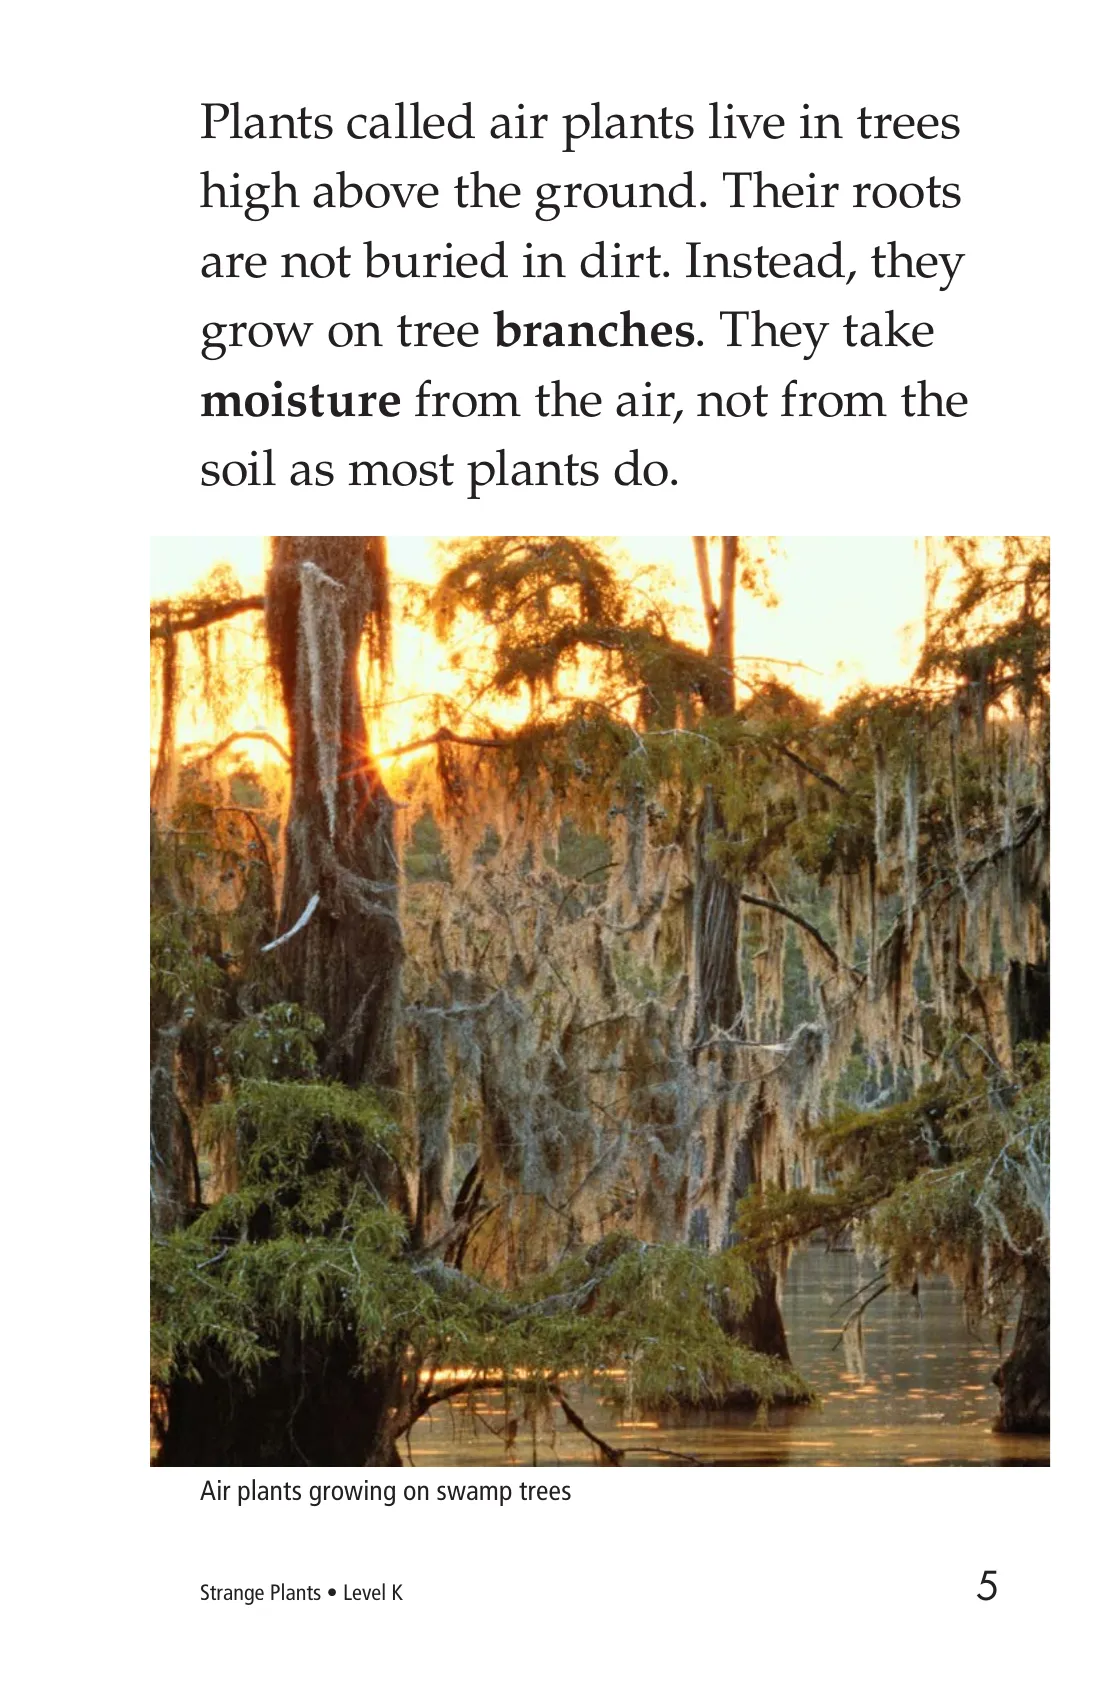 Plants called air plants live in trees
high above the ground. Their roots
are not buried in dirt. Instead, they
grow on tree branches. They take
moisture from the air, not from the
soil as most plants do.
Air plants growing on swamp trees
Strange Plants • Level K
5